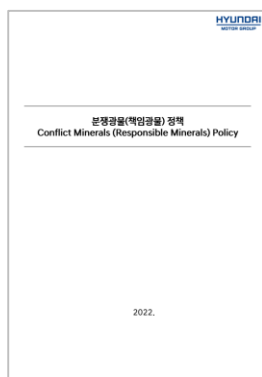 HYUNDAI
MOTOR GROUP
분쟁광물(책임광물) 정책
Conflict Minerals (Responsible Minerals) Policy
2022.